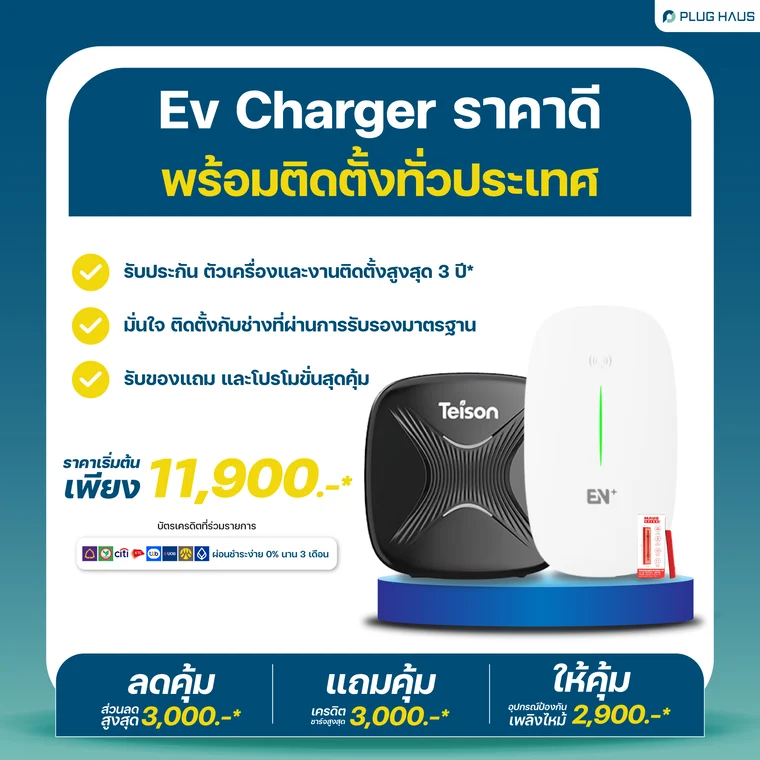 PLUG HAUS
Ev Charger ราคาดี
พร้อมติดตั้งทั่วประเทศ
รับประกัน ตัวเครื่องและงานติดตั้งสูงสุด 3 ปี*
มั่นใจ ติดตั้งกับช่างที่ผ่านการรับรองมาตรฐาน
รับของแถม และโปรโมชั่นสุดคุ้ม
Teison
EN+
ราคาเริ่มต้น
เพียง 11,900.-*
บัตรเครดิตที่ร่วมรายการ
citi UOB ผ่อนชำระง่าย 0% นาน 3 เดือน
ลดคุ้ม
ส่วนลด
สูงสุด 3,000.-*
แถมคุ้ม
เครดิต
ชาร์จสูงสุด 3,000.-*
ให้คุ้ม
อุปกรณ์ป้องกัน
เพลิงไหม้ 2,900.-*